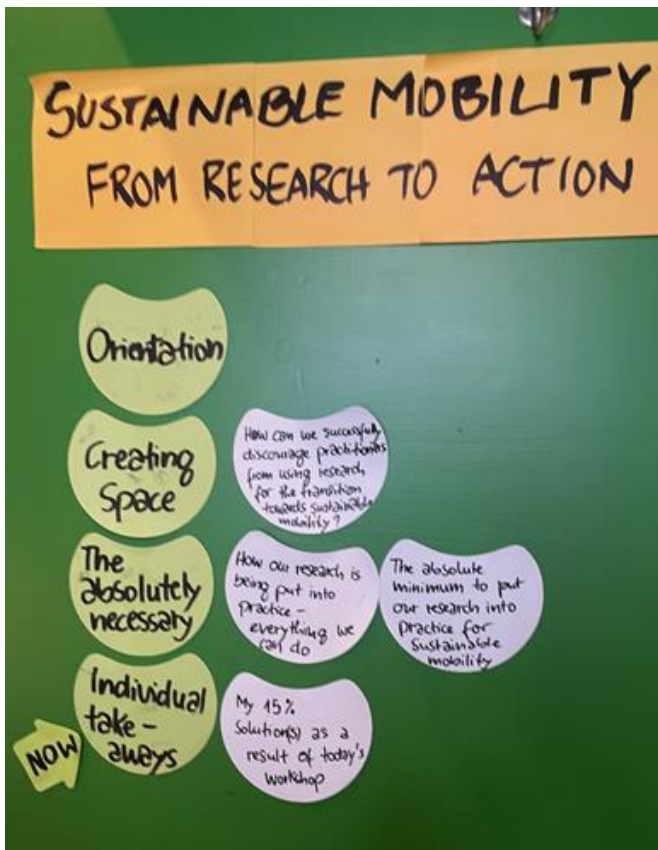 SUSTAINABLE MOBILITY
FROM RESEARCH TO ACTION
Orientation
Creating
Space
How can we successfully
discourage practitioners
from using research
for the transition
towards sustainable
mobility?
The
absolutely
necessary
How our research is
being put into
practice –
everything we
can do
The absolute
minimum to put
our research into
practice for
Sustainable
mobility
Individual
take-
aways
My 15%
Solution(s) as a
result of today's
workshop
NOW